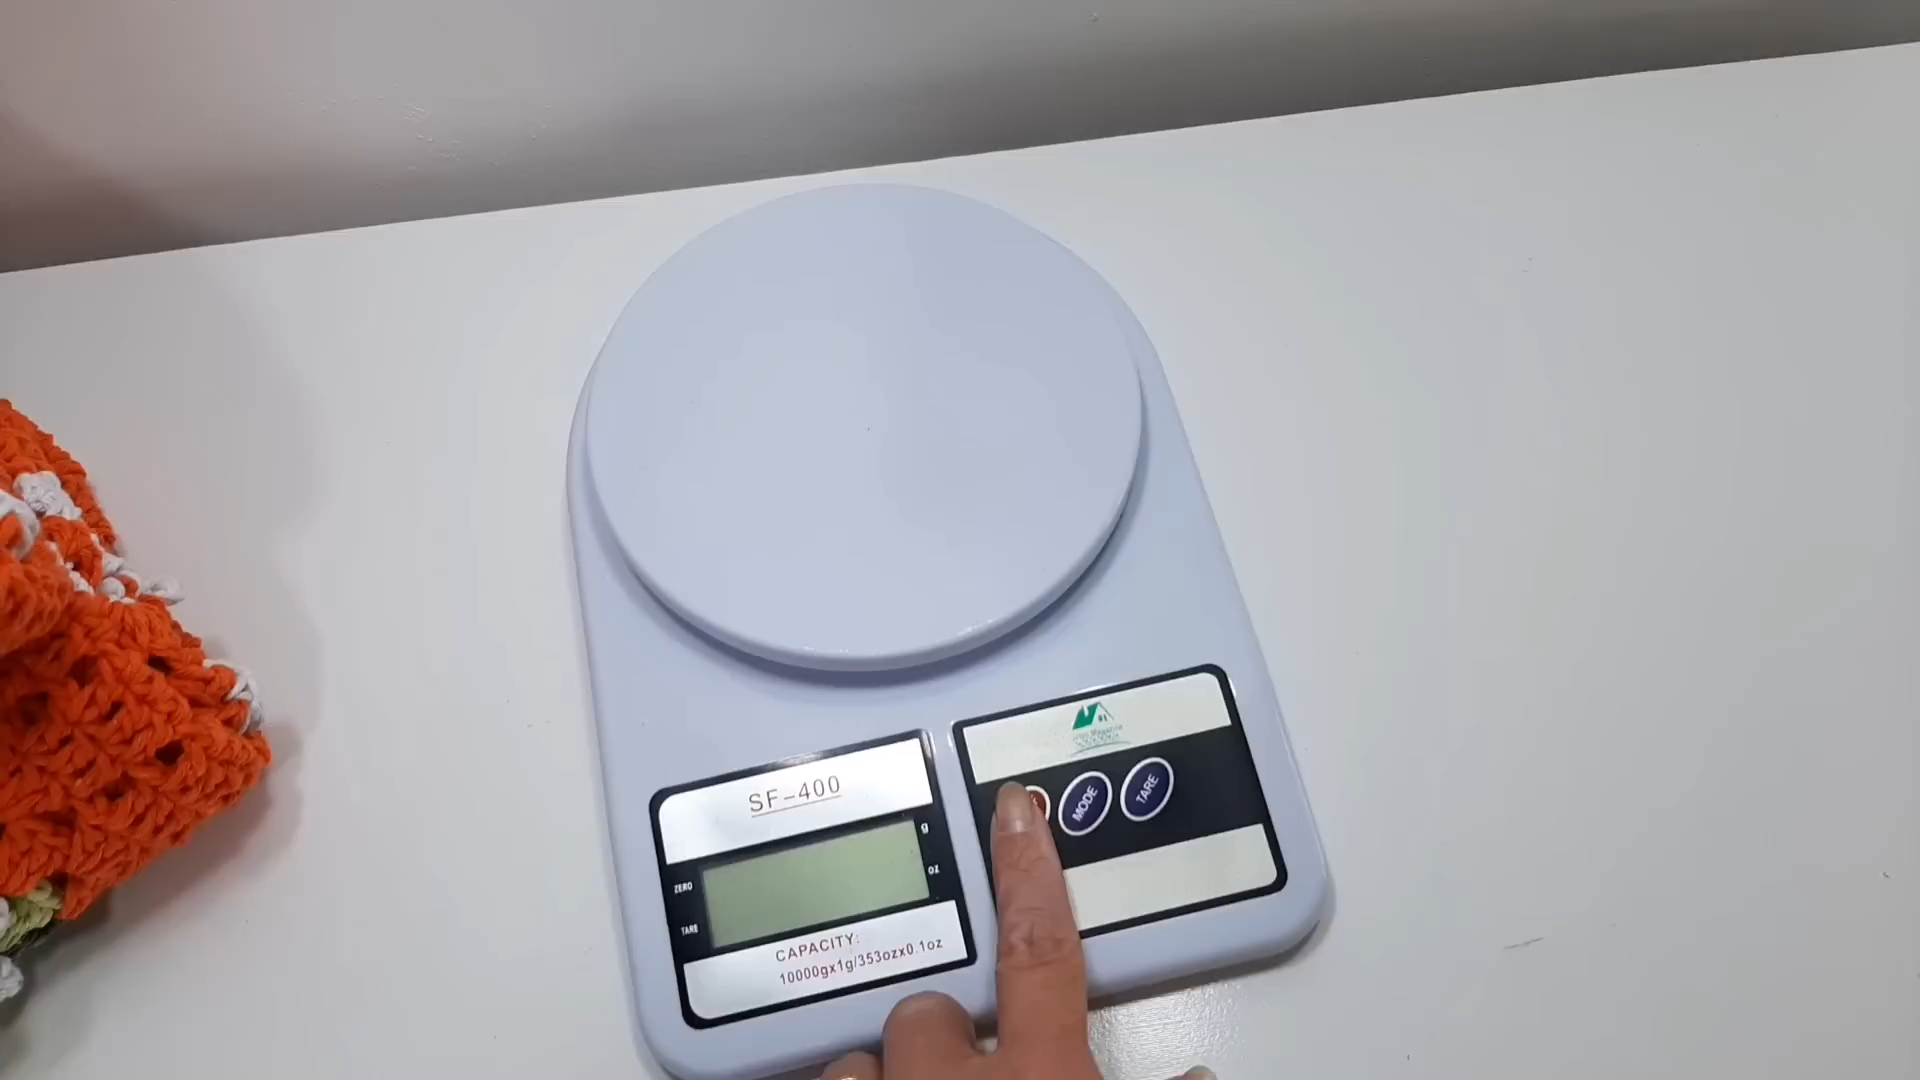 SF-400
g
oz
ZERO
TARE
CAPACITY:
10000gx1g/353ozx0.1oz
MODE
TARE